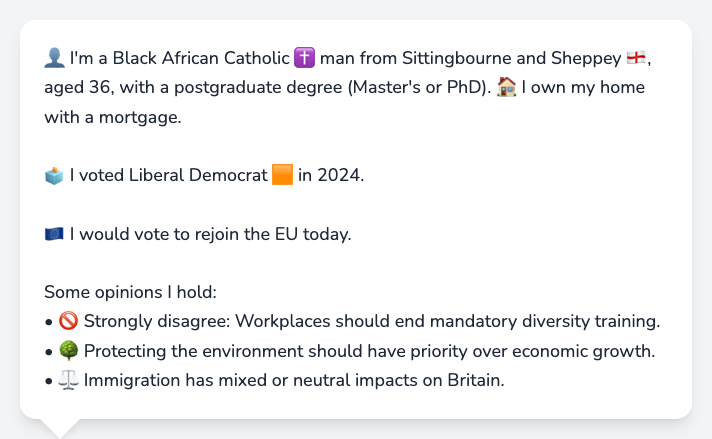 👤 I'm a Black African Catholic ✝️ man from Sittingbourne and Sheppey 🏴󠁧󠁢󠁥󠁮󠁧󠁿,
aged 36, with a postgraduate degree (Master's or PhD). 🏠 I own my home
with a mortgage.
🗳️ I voted Liberal Democrat 🟧 in 2024.
🇪🇺 I would vote to rejoin the EU today.
Some opinions I hold:
• 🚫 Strongly disagree: Workplaces should end mandatory diversity training.
• 🌳 Protecting the environment should have priority over economic growth.
• ⚖️ Immigration has mixed or neutral impacts on Britain.